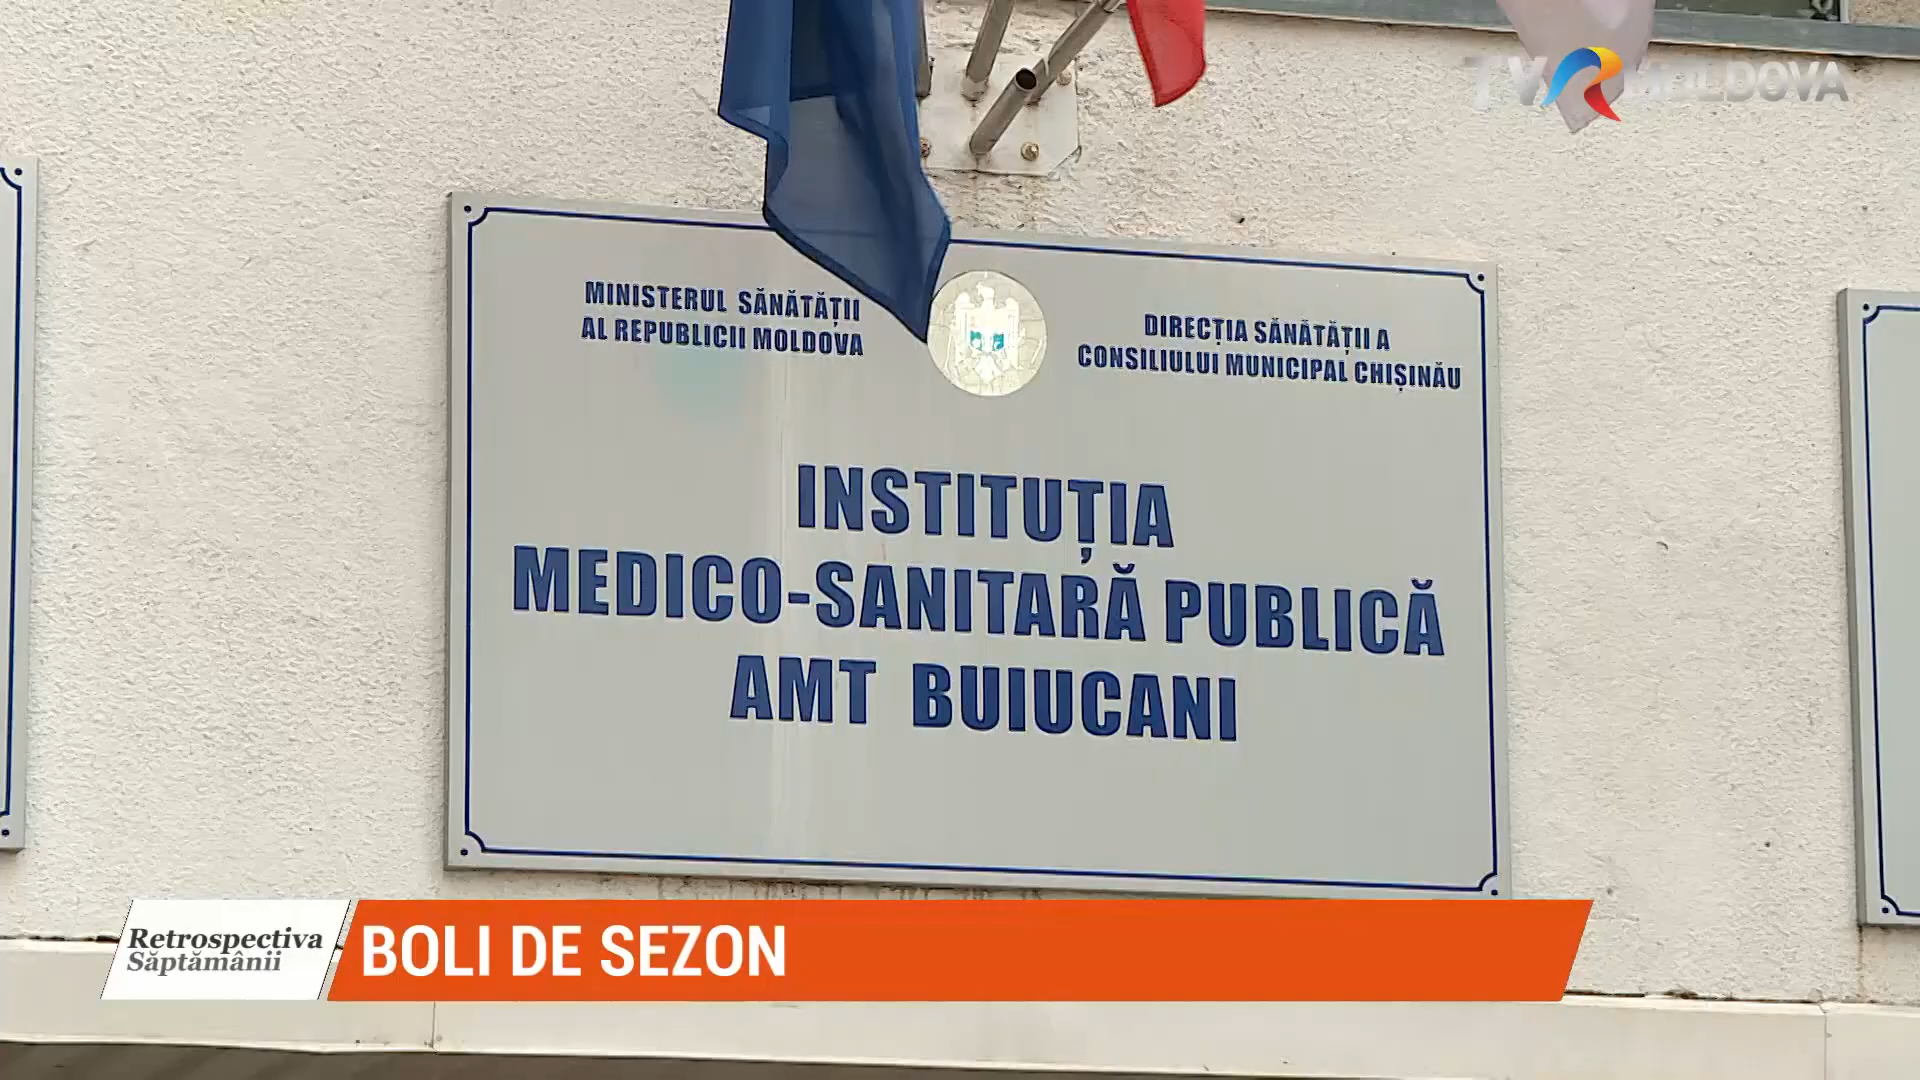 TVR MOLDOVA
MINISTERUL SĂNĂTĂȚII
AL REPUBLICII MOLDOVA
DIRECȚIA SĂNĂTĂȚII A
CONSILIULUI MUNICIPAL CHIȘINĂU
INSTITUȚIA
MEDICO-SANITARĂ PUBLICĂ
AMT BUIUCANI
Retrospectiva
Săptămânii
BOLI DE SEZON